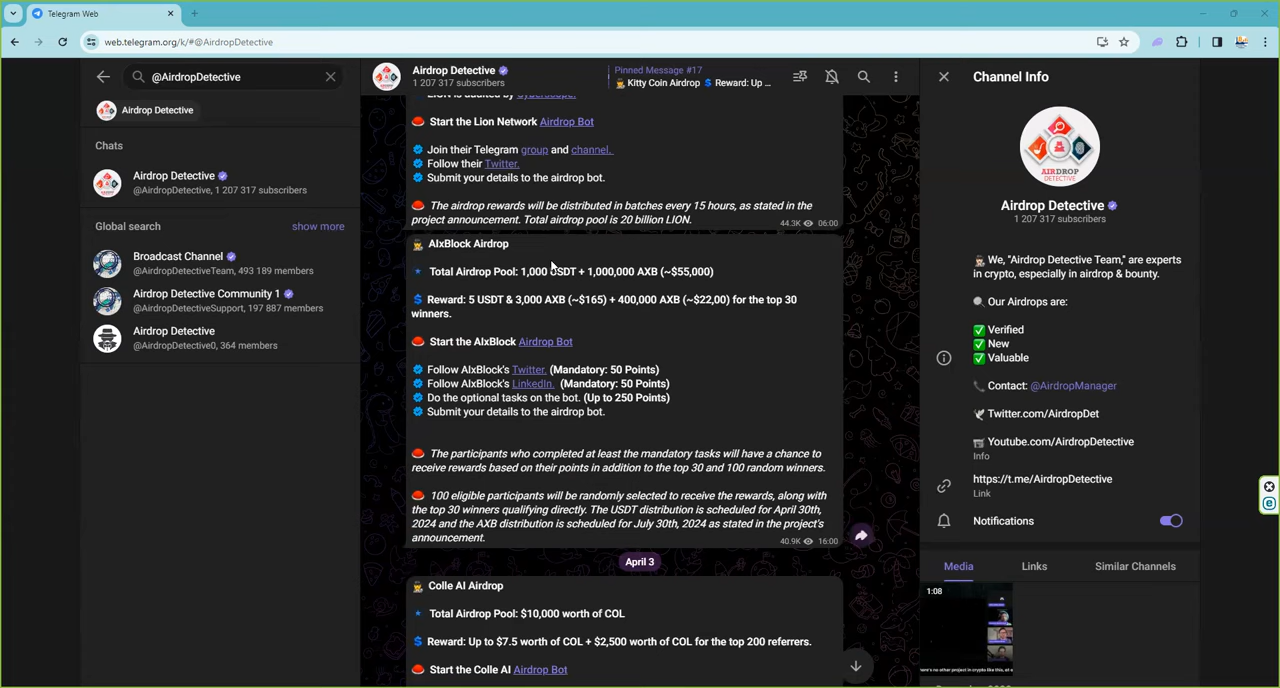 Telegram Web
web.telegram.org/k/#@AirdropDetective
@AirdropDetective
Airdrop Detective
Chats
Airdrop Detective
@AirdropDetective, 1 207 317 subscribers
Global search
show more
Broadcast Channel
@AirdropDetectiveTeam, 493 189 members
Airdrop Detective Community 1
@AirdropDetectiveSupport, 197 887 members
Airdrop Detective
@AirdropDetective0, 364 members
Airdrop Detective
1 207 317 subscribers
Pinned Message #17
Kitty Coin Airdrop Reward: Up ...
LION is audited by Cyberscope.
Start the Lion Network Airdrop Bot
Join their Telegram group and channel.
Follow their Twitter.
Submit your details to the airdrop bot.
The airdrop rewards will be distributed in batches every 15 hours, as stated in the
project announcement. Total airdrop pool is 20 billion LION.
44.3K 06:00
AIxBlock Airdrop
Total Airdrop Pool: 1,000 USDT + 1,000,000 AXB (~$55,000)
Reward: 5 USDT & 3,000 AXB (~$165) + 400,000 AXB (~$22,00) for the top 30
winners.
Start the AIxBlock Airdrop Bot
Follow AIxBlock's Twitter. (Mandatory: 50 Points)
Follow AIxBlock's LinkedIn. (Mandatory: 50 Points)
Do the optional tasks on the bot. (Up to 250 Points)
Submit your details to the airdrop bot.
The participants who completed at least the mandatory tasks will have a chance to
receive rewards based on their points in addition to the top 30 and 100 random winners.
100 eligible participants will be randomly selected to receive the rewards, along with
the top 30 winners qualifying directly. The USDT distribution is scheduled for April 30th,
2024 and the AXB distribution is scheduled for July 30th, 2024 as stated in the project's
announcement.
40.9K 16:00
April 3
Colle AI Airdrop
Total Airdrop Pool: $10,000 worth of COL
Reward: Up to $7.5 worth of COL + $2,500 worth of COL for the top 200 referrers.
Start the Colle AI Airdrop Bot
Channel Info
AIRDROP
DETECTIVE
Airdrop Detective
1 207 317 subscribers
We, "Airdrop Detective Team," are experts
in crypto, especially in airdrop & bounty.
Our Airdrops are:
Verified
New
Valuable
Contact: @AirdropManager
Twitter.com/AirdropDet
Youtube.com/AirdropDetective
Info
https://t.me/AirdropDetective
Link
Notifications
Media
Links
Similar Channels
1:08